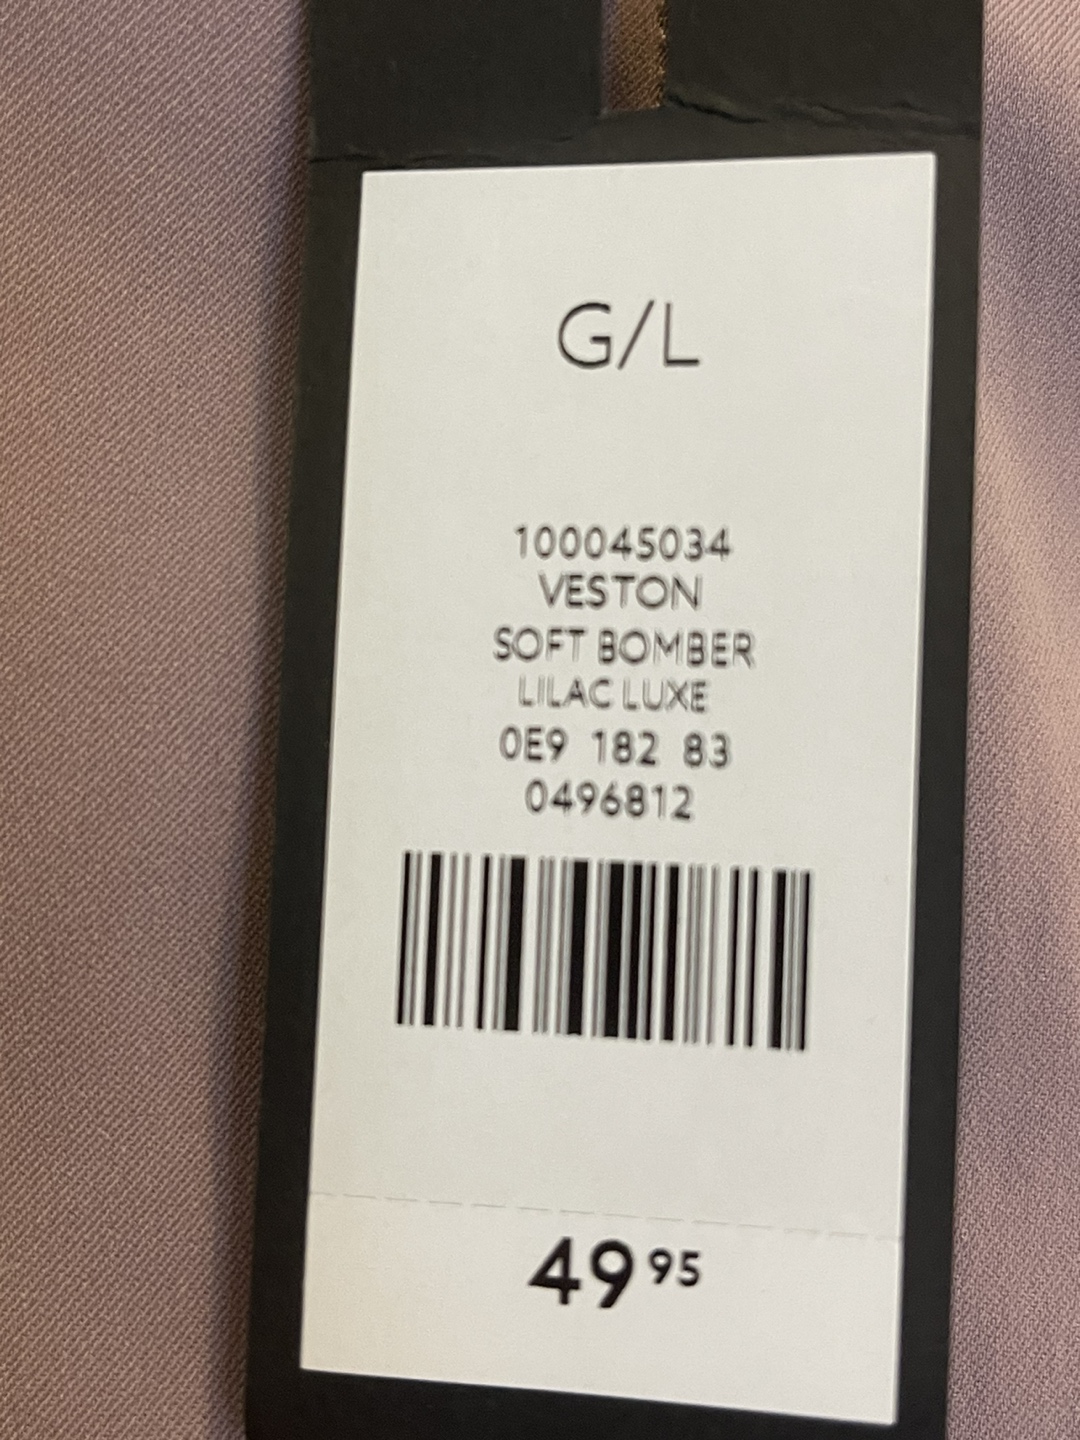 G/L
100045034
VESTON
SOFT BOMBER
LILAC LUXE
0E9 182 83
0496812
49 95